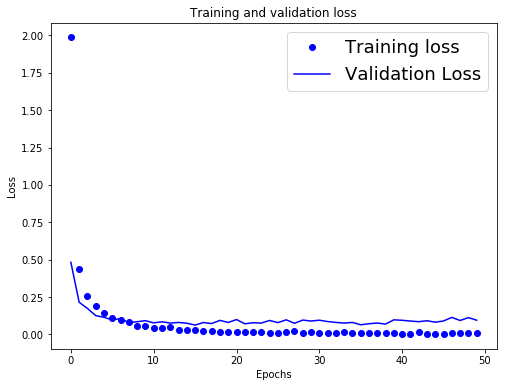 Training and validation loss
Training loss
Validation Loss
2.00
1.75
1.50
1.25
1.00
0.75
0.50
0.25
0.00
Loss
0 10 20 30 40 50
Epochs